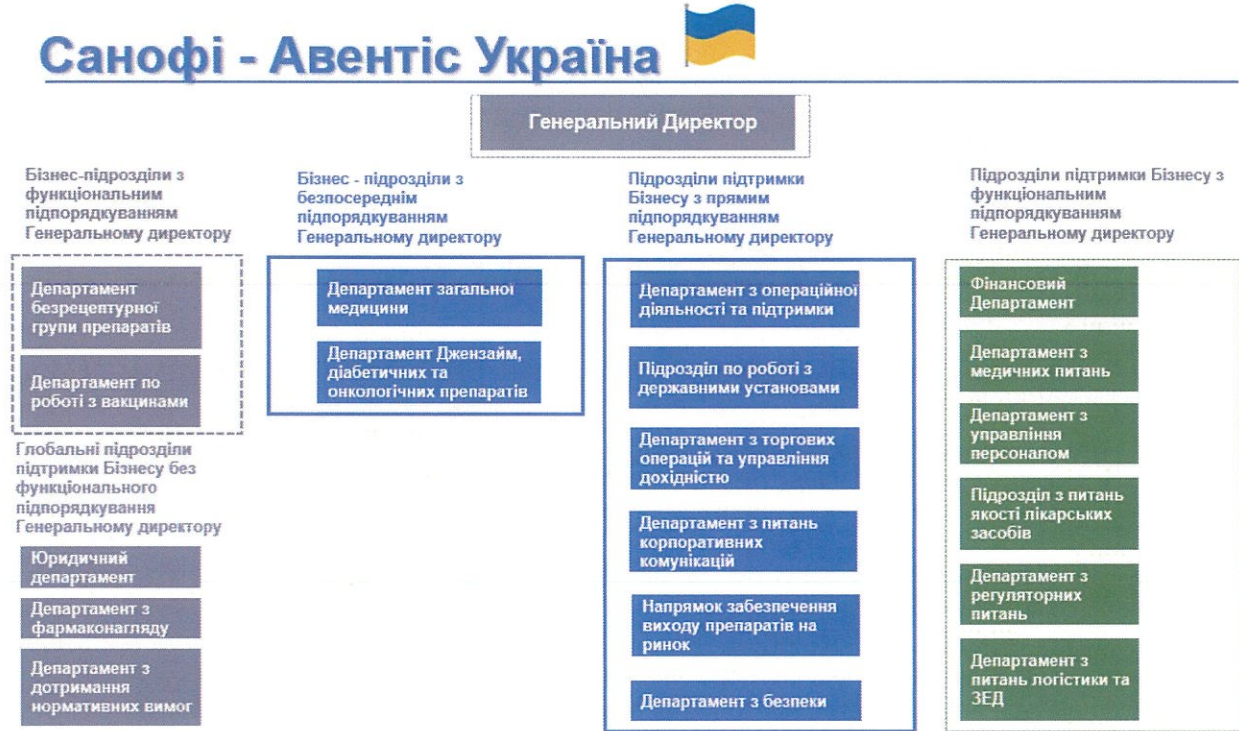 Санофі - Авентіс Україна
Генеральний Директор
Бізнес-підрозділи з
функціональним
підпорядкуванням
Генеральному директору
Департамент
безрецептурної
групи препаратів
Департамент по
роботі з вакцинами
Глобальні підрозділи
підтримки Бізнесу без
функціонального
підпорядкування
Генеральному директору
Юридичний
департамент
Департамент з
фармаконагляду
Департамент з
дотримання
нормативних вимог
Бізнес - підрозділи з
безпосереднім
підпорядкуванням
Генеральному директору
Департамент загальної
медицини
Департамент Джензайм,
діабетичних та
онкологічних препаратів
Підрозділи підтримки
Бізнесу з прямим
підпорядкуванням
Генеральному директору
Департамент з операційної
діяльності та підтримки
Підрозділ по роботі з
державними установами
Департамент з торгових
операцій та управління
дохідністю
Департамент з питань
корпоративних
комунікацій
Напрямок забезпечення
виходу препаратів на
ринок
Департамент з безпеки
Підрозділи підтримки Бізнесу з
функціональним
підпорядкуванням
Генеральному директору
Фінансовий
Департамент
Департамент з
медичних питань
Департамент з
управління
персоналом
Підрозділ з питань
якості лікарських
засобів
Департамент з
регуляторних
питань
Департамент з
питань логістики та
ЗЕД